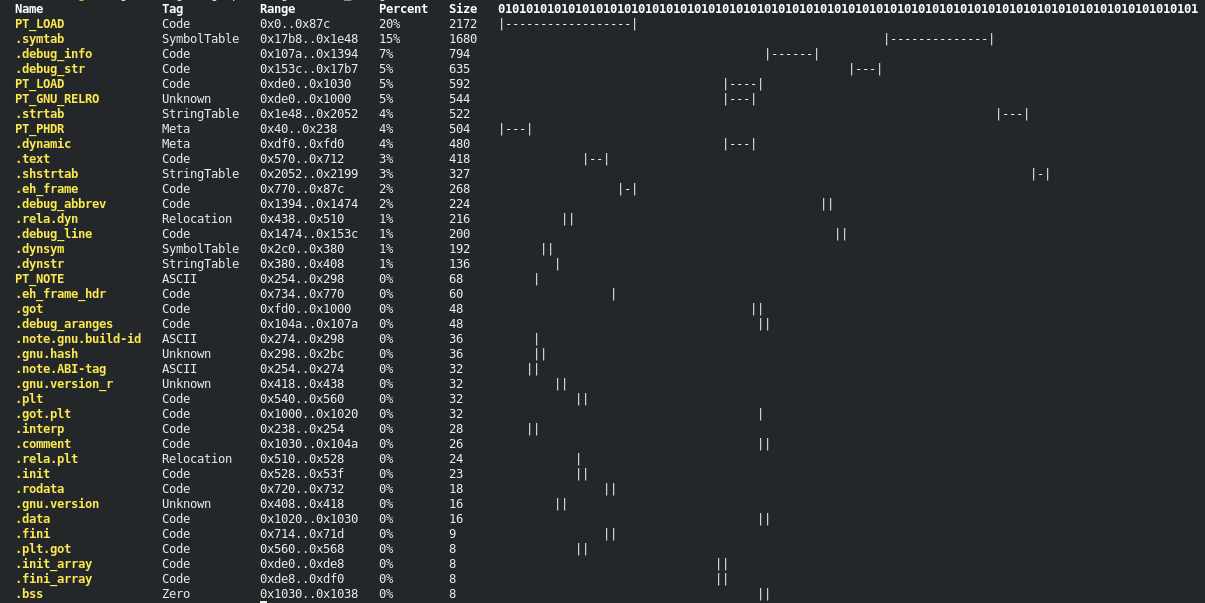 Name Tag Range Percent Size 0101010101010101010101010101010101010101010101010101010101010101010101010101010101010101010101010101
PT_LOAD Code 0x0..0x87c 20% 2172 |------------------|
.symtab SymbolTable 0x17b8..0x1e48 15% 1680 |--------------|
.debug_info Code 0x107a..0x1394 7% 794 |------|
.debug_str Code 0x153c..0x17b7 5% 635 |---|
PT_LOAD Code 0xde0..0x1030 5% 592 |----|
PT_GNU_RELRO Unknown 0xde0..0x1000 5% 544 |---|
.strtab StringTable 0x1e48..0x2052 4% 522 |---|
PT_PHDR Meta 0x40..0x238 4% 504 |---|
.dynamic Meta 0xdf0..0xfd0 4% 480 |---|
.text Code 0x570..0x712 3% 418 |--|
.shstrtab StringTable 0x2052..0x2199 3% 327 |-|
.eh_frame Code 0x770..0x87c 2% 268 |-|
.debug_abbrev Code 0x1394..0x1474 2% 224 ||
.rela.dyn Relocation 0x438..0x510 1% 216 ||
.debug_line Code 0x1474..0x153c 1% 200 ||
.dynsym SymbolTable 0x2c0..0x380 1% 192 ||
.dynstr StringTable 0x380..0x408 1% 136 |
PT_NOTE ASCII 0x254..0x298 0% 68 |
.eh_frame_hdr Code 0x734..0x770 0% 60 |
.got Code 0xfd0..0x1000 0% 48 ||
.debug_aranges Code 0x104a..0x107a 0% 48 ||
.note.gnu.build-id ASCII 0x274..0x298 0% 36 |
.gnu.hash Unknown 0x298..0x2bc 0% 36 ||
.note.ABI-tag ASCII 0x254..0x274 0% 32 ||
.gnu.version_r Unknown 0x418..0x438 0% 32 ||
.plt Code 0x540..0x560 0% 32 ||
.got.plt Code 0x1000..0x1020 0% 32 |
.interp Code 0x238..0x254 0% 28 ||
.comment Code 0x1030..0x104a 0% 26 ||
.rela.plt Relocation 0x510..0x528 0% 24 |
.init Code 0x528..0x53f 0% 23 ||
.rodata Code 0x720..0x732 0% 18 ||
.gnu.version Unknown 0x408..0x418 0% 16 ||
.data Code 0x1020..0x1030 0% 16 ||
.fini Code 0x714..0x71d 0% 9 ||
.plt.got Code 0x560..0x568 0% 8 ||
.init_array Code 0xde0..0xde8 0% 8 ||
.fini_array Code 0xde8..0xdf0 0% 8 ||
.bss Zero 0x1030..0x1038 0% 8 ||